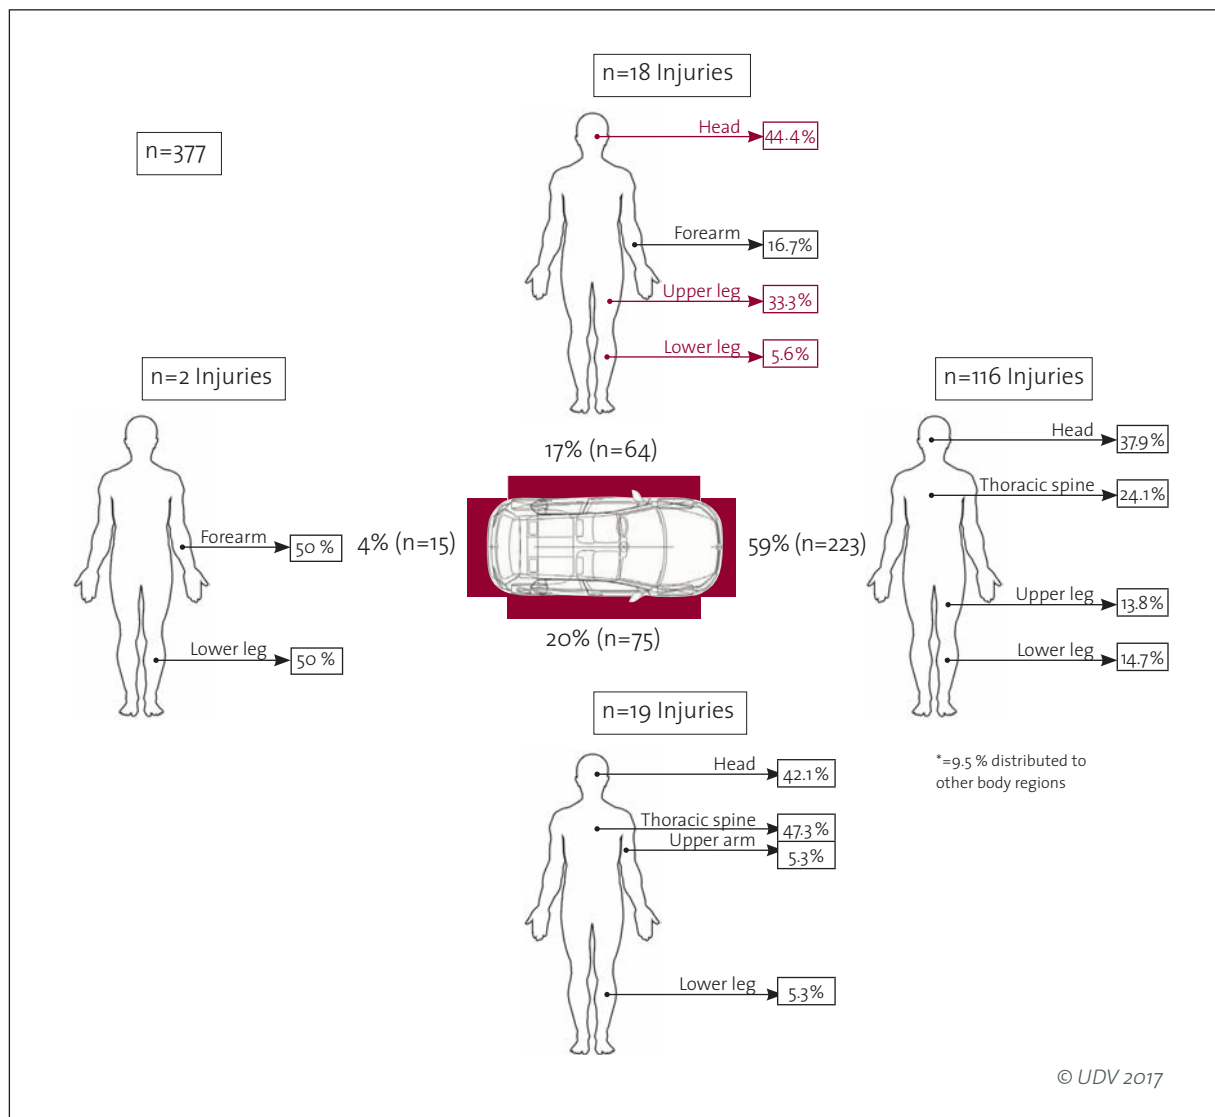 n=18 Injuries
n=377
Head 44.4%
Forearm 16.7%
Upper leg 33.3%
Lower leg 5.6%
n=2 Injuries
n=116 Injuries
17% (n=64)
Head 37.9%
Thoracic spine 24.1%
Forearm 50%
4% (n=15)
59% (n=223)
Upper leg 13.8%
20% (n=75)
Lower leg 50%
Lower leg 14.7%
n=19 Injuries
*=9.5 % distributed to
other body regions
Head 42.1%
Thoracic spine 47.3%
Upper arm 5.3%
Lower leg 5.3%
© UDV 2017